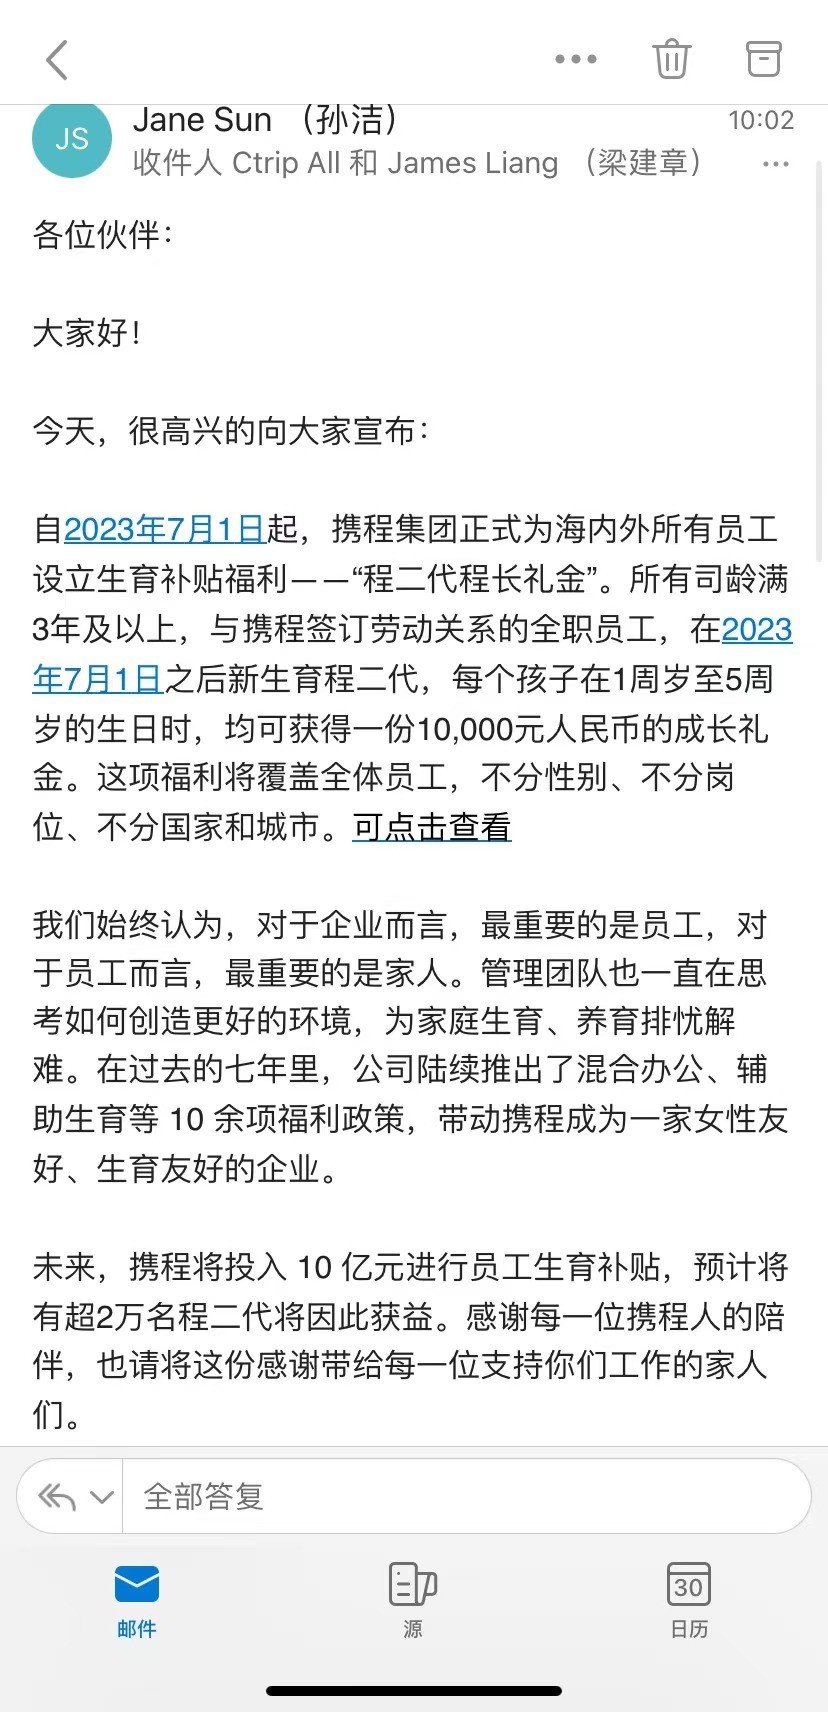 Jane Sun （孙洁）
10:02
JS
收件人 Ctrip All 和 James Liang （梁建章）
各位伙伴：
大家好！
今天，很高兴的向大家宣布：
自2023年7月1日起，携程集团正式为海内外所有员工
设立生育补贴福利——“程二代程长礼金”。所有司龄满
3年及以上，与携程签订劳动关系的全职员工，在2023
年7月1日之后新生育程二代，每个孩子在1周岁至5周
岁的生日时，均可获得一份10,000元人民币的成长礼
金。这项福利将覆盖全体员工，不分性别、不分岗
位、不分国家和城市。可点击查看
我们始终认为，对于企业而言，最重要的是员工，对
于员工而言，最重要的是家人。管理团队也一直在思
考如何创造更好的环境，为家庭生育、养育排忧解
难。在过去的七年里，公司陆续推出了混合办公、辅
助生育等 10 余项福利政策，带动携程成为一家女性友
好、生育友好的企业。
未来，携程将投入 10 亿元进行员工生育补贴，预计将
有超2万名程二代将因此获益。感谢每一位携程人的陪
伴，也请将这份感谢带给每一位支持你们工作的家人
们。
全部答复
30
邮件
源
日历